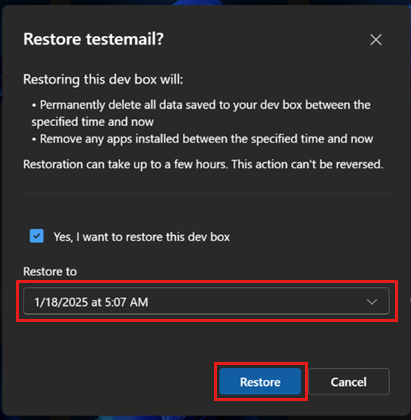 Restore testemail?
Restoring this dev box will:
• Permanently delete all data saved to your dev box between the
specified time and now
• Remove any apps installed between the specified time and now
Restoration can take up to a few hours. This action can't be reversed.
Yes, I want to restore this dev box
Restore to
1/18/2025 at 5:07 AM
Restore Cancel